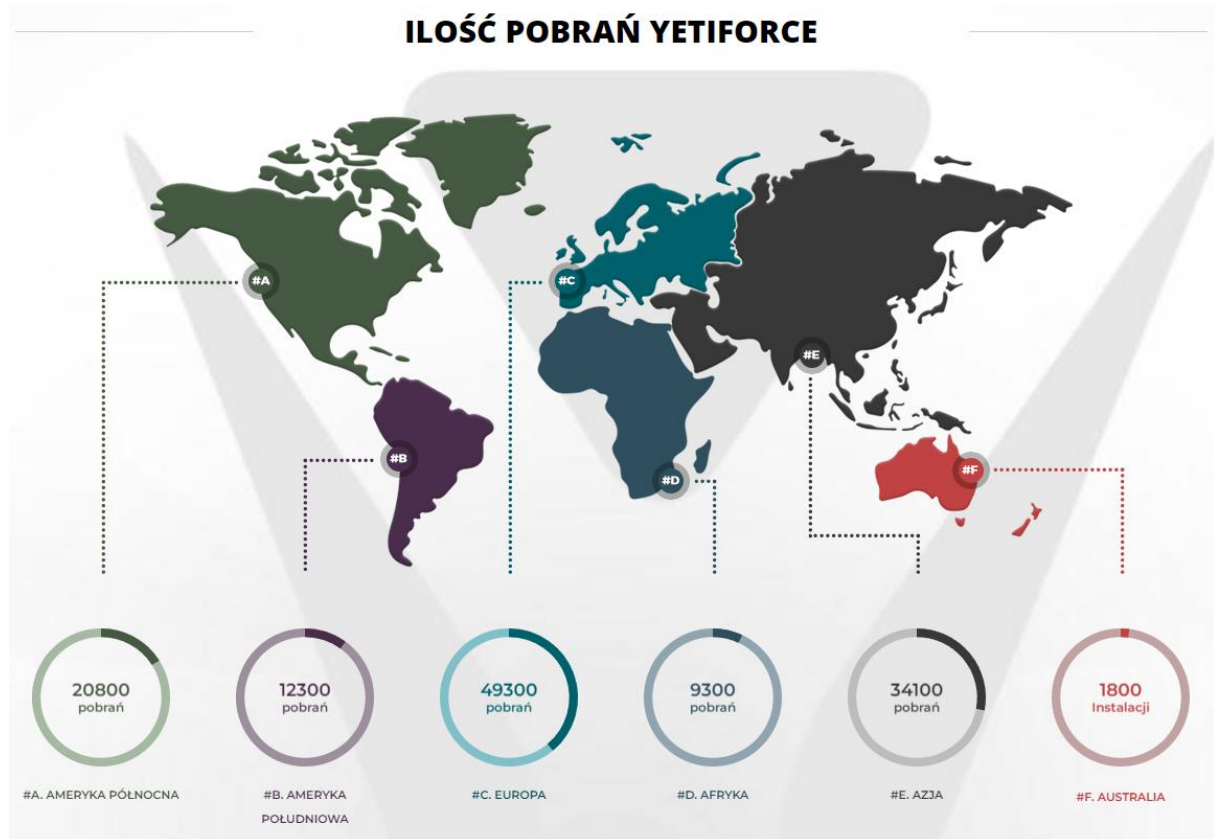 ILOŚĆ POBRAŃ YETIFORCE
#A
#C
#E
#B
#D
#F
20800
pobrań
12300
pobrań
49300
pobrań
9300
pobrań
34100
pobrań
1800
Instalacji
#A. AMERYKA PÓŁNOCNA
#B. AMERYKA
POŁUDNIOWA
#C. EUROPA
#D. AFRYKA
#E. AZJA
#F. AUSTRALIA